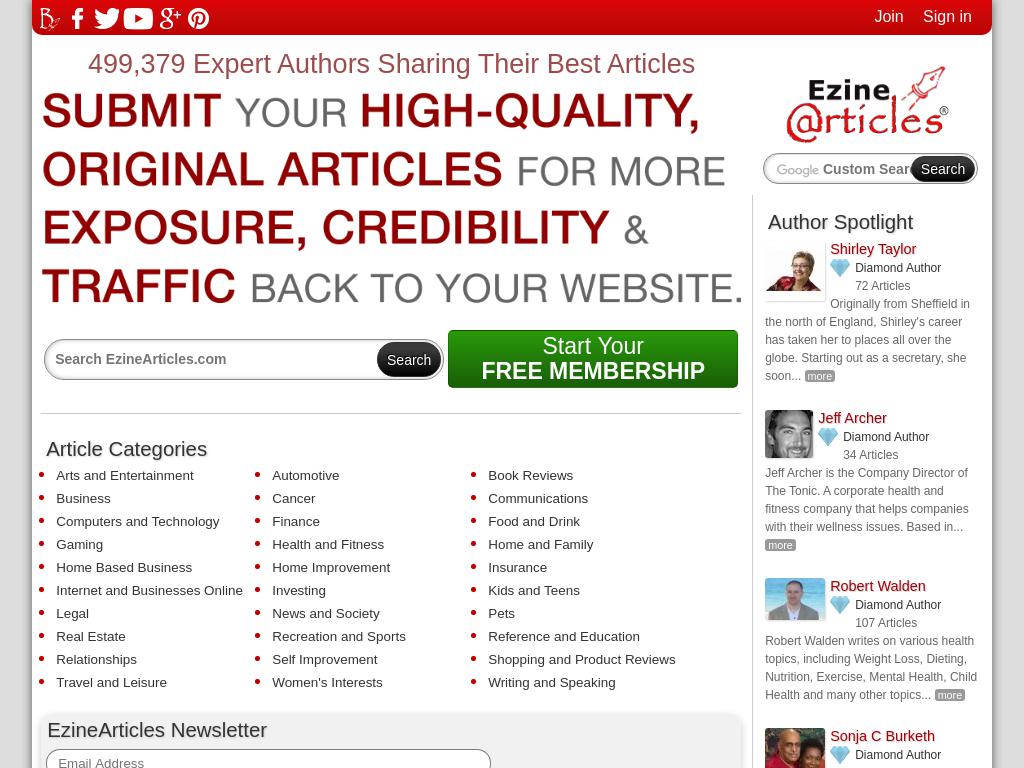 Join Sign in
499,379 Expert Authors Sharing Their Best Articles
SUBMIT YOUR HIGH-QUALITY,
ORIGINAL ARTICLES FOR MORE
EXPOSURE, CREDIBILITY &
TRAFFIC BACK TO YOUR WEBSITE.
Search EzineArticles.com Search
Start Your
FREE MEMBERSHIP
Article Categories
Arts and Entertainment
Business
Computers and Technology
Gaming
Home Based Business
Internet and Businesses Online
Legal
Real Estate
Relationships
Travel and Leisure
Automotive
Cancer
Finance
Health and Fitness
Home Improvement
Investing
News and Society
Recreation and Sports
Self Improvement
Women's Interests
Book Reviews
Communications
Food and Drink
Home and Family
Insurance
Kids and Teens
Pets
Reference and Education
Shopping and Product Reviews
Writing and Speaking
EzineArticles Newsletter
Email Address
Ezine
@rticles®
Google Custom Sear Search
Author Spotlight
Shirley Taylor
Diamond Author
72 Articles
Originally from Sheffield in
the north of England, Shirley's career
has taken her to places all over the
globe. Starting out as a secretary, she
soon... more
Jeff Archer
Diamond Author
34 Articles
Jeff Archer is the Company Director of
The Tonic. A corporate health and
fitness company that helps companies
with their wellness issues. Based in...
more
Robert Walden
Diamond Author
107 Articles
Robert Walden writes on various health
topics, including Weight Loss, Dieting,
Nutrition, Exercise, Mental Health, Child
Health and many other topics... more
Sonja C Burketh
Diamond Author